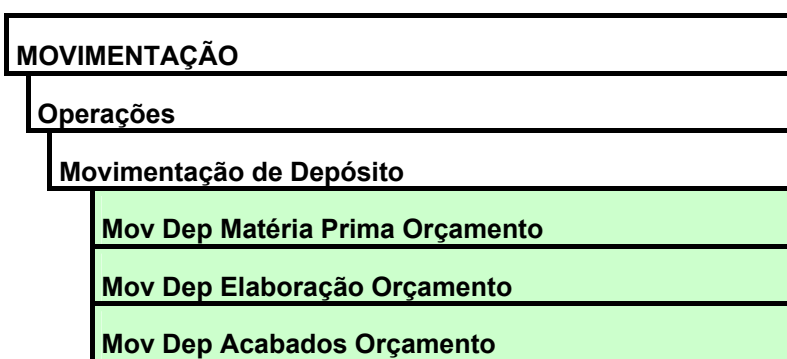 MOVIMENTAÇÃO
Operações
Movimentação de Depósito
Mov Dep Matéria Prima Orçamento
Mov Dep Elaboração Orçamento
Mov Dep Acabados Orçamento